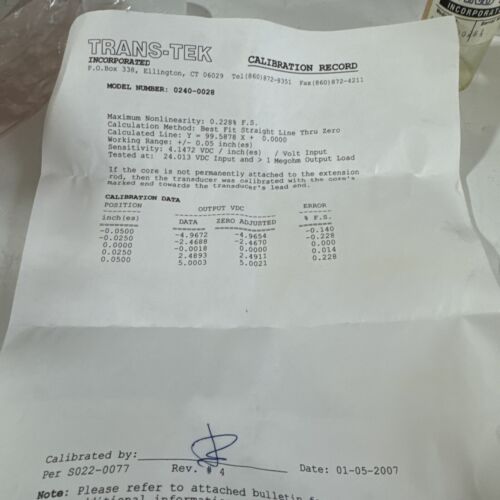 TRANS-TEK
INCORPORATED
CALIBRATION RECORD
P.O.Box 338, Ellington, CT 06029 Tel(860)872-8351 Fax(860)872-4211
MODEL NUMBER: 0240-0028
Maximum Nonlinearity: 0.228% F.S.
Calculation Method: Best Fit Straight Line Thru Zero
Calculated Line: Y = 99.5878 X + 0.0000
Working Range: +/- 0.05 inch(es)
Sensitivity: 4.1472 VDC / inch(es) / Volt Input
Tested at: 24.013 VDC Input and > 1 Megohm Output Load
If the core is not permanently attached to the extension
rod, then the transducer was calibrated with the core's
marked end towards the transducer's lead end.
CALIBRATION DATA
POSITION OUTPUT VDC ERROR
inch(es) DATA ZERO ADJUSTED % F.S.
-0.0500 -4.9672 -4.9654 -0.140
-0.0250 -2.4688 -2.4670 -0.228
0.0000 -0.0018 0.0000 0.000
0.0250 2.4893 2.4911 0.014
0.0500 5.0003 5.0021 0.228
Calibrated by:
Per S022-0077 Rev. # 4 Date: 01-05-2007
Note: Please refer to attached bulletin f
INCORPORAT